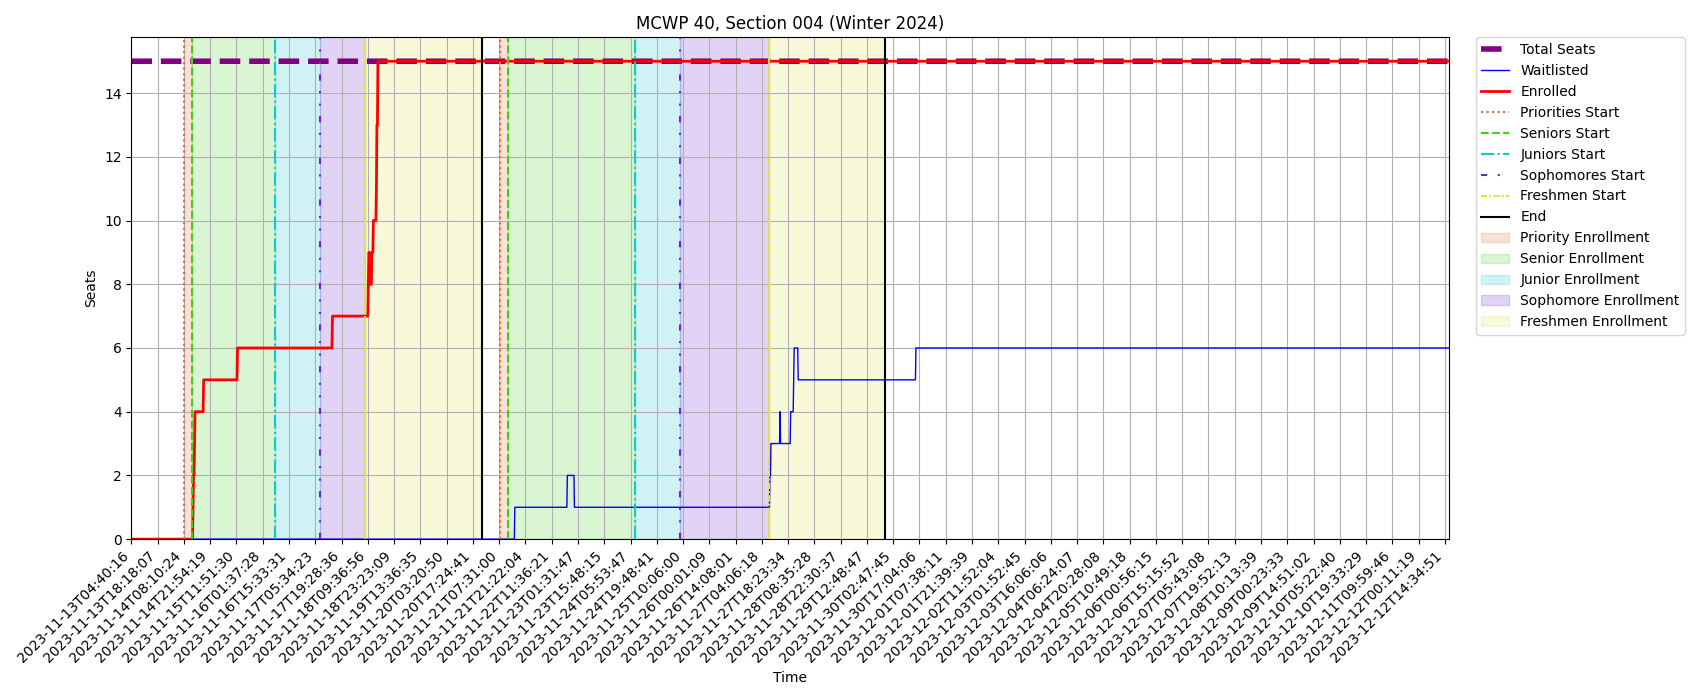 MCWP 40, Section 004 (Winter 2024)
Seats
14
12
10
8
6
4
2
0
2023-11-13T04:40:16
2023-11-13T18:18:07
2023-11-14T08:10:24
2023-11-14T21:54:19
2023-11-15T11:51:30
2023-11-16T01:37:28
2023-11-16T15:33:31
2023-11-17T05:34:23
2023-11-17T19:28:36
2023-11-18T09:36:56
2023-11-18T23:23:09
2023-11-19T13:36:35
2023-11-20T03:20:50
2023-11-20T17:24:41
2023-11-21T07:31:00
2023-11-21T21:22:04
2023-11-22T11:36:21
2023-11-23T01:31:47
2023-11-23T15:48:15
2023-11-24T05:53:47
2023-11-24T19:48:41
2023-11-25T10:06:00
2023-11-26T00:01:09
2023-11-26T14:08:01
2023-11-27T04:06:18
2023-11-27T18:23:34
2023-11-28T08:35:28
2023-11-28T22:30:37
2023-11-29T12:48:47
2023-11-30T02:47:45
2023-11-30T17:04:06
2023-12-01T07:38:11
2023-12-01T21:39:39
2023-12-02T11:52:04
2023-12-03T01:52:45
2023-12-03T16:06:06
2023-12-04T06:24:07
2023-12-04T20:28:08
2023-12-05T10:49:18
2023-12-06T00:56:15
2023-12-06T15:15:52
2023-12-07T05:43:08
2023-12-07T19:52:13
2023-12-08T10:13:39
2023-12-09T00:23:33
2023-12-09T14:51:02
2023-12-10T05:22:40
2023-12-10T19:33:29
2023-12-11T09:59:46
2023-12-12T00:11:19
2023-12-12T14:34:51
Time
Total Seats
Waitlisted
Enrolled
Priorities Start
Seniors Start
Juniors Start
Sophomores Start
Freshmen Start
End
Priority Enrollment
Senior Enrollment
Junior Enrollment
Sophomore Enrollment
Freshmen Enrollment